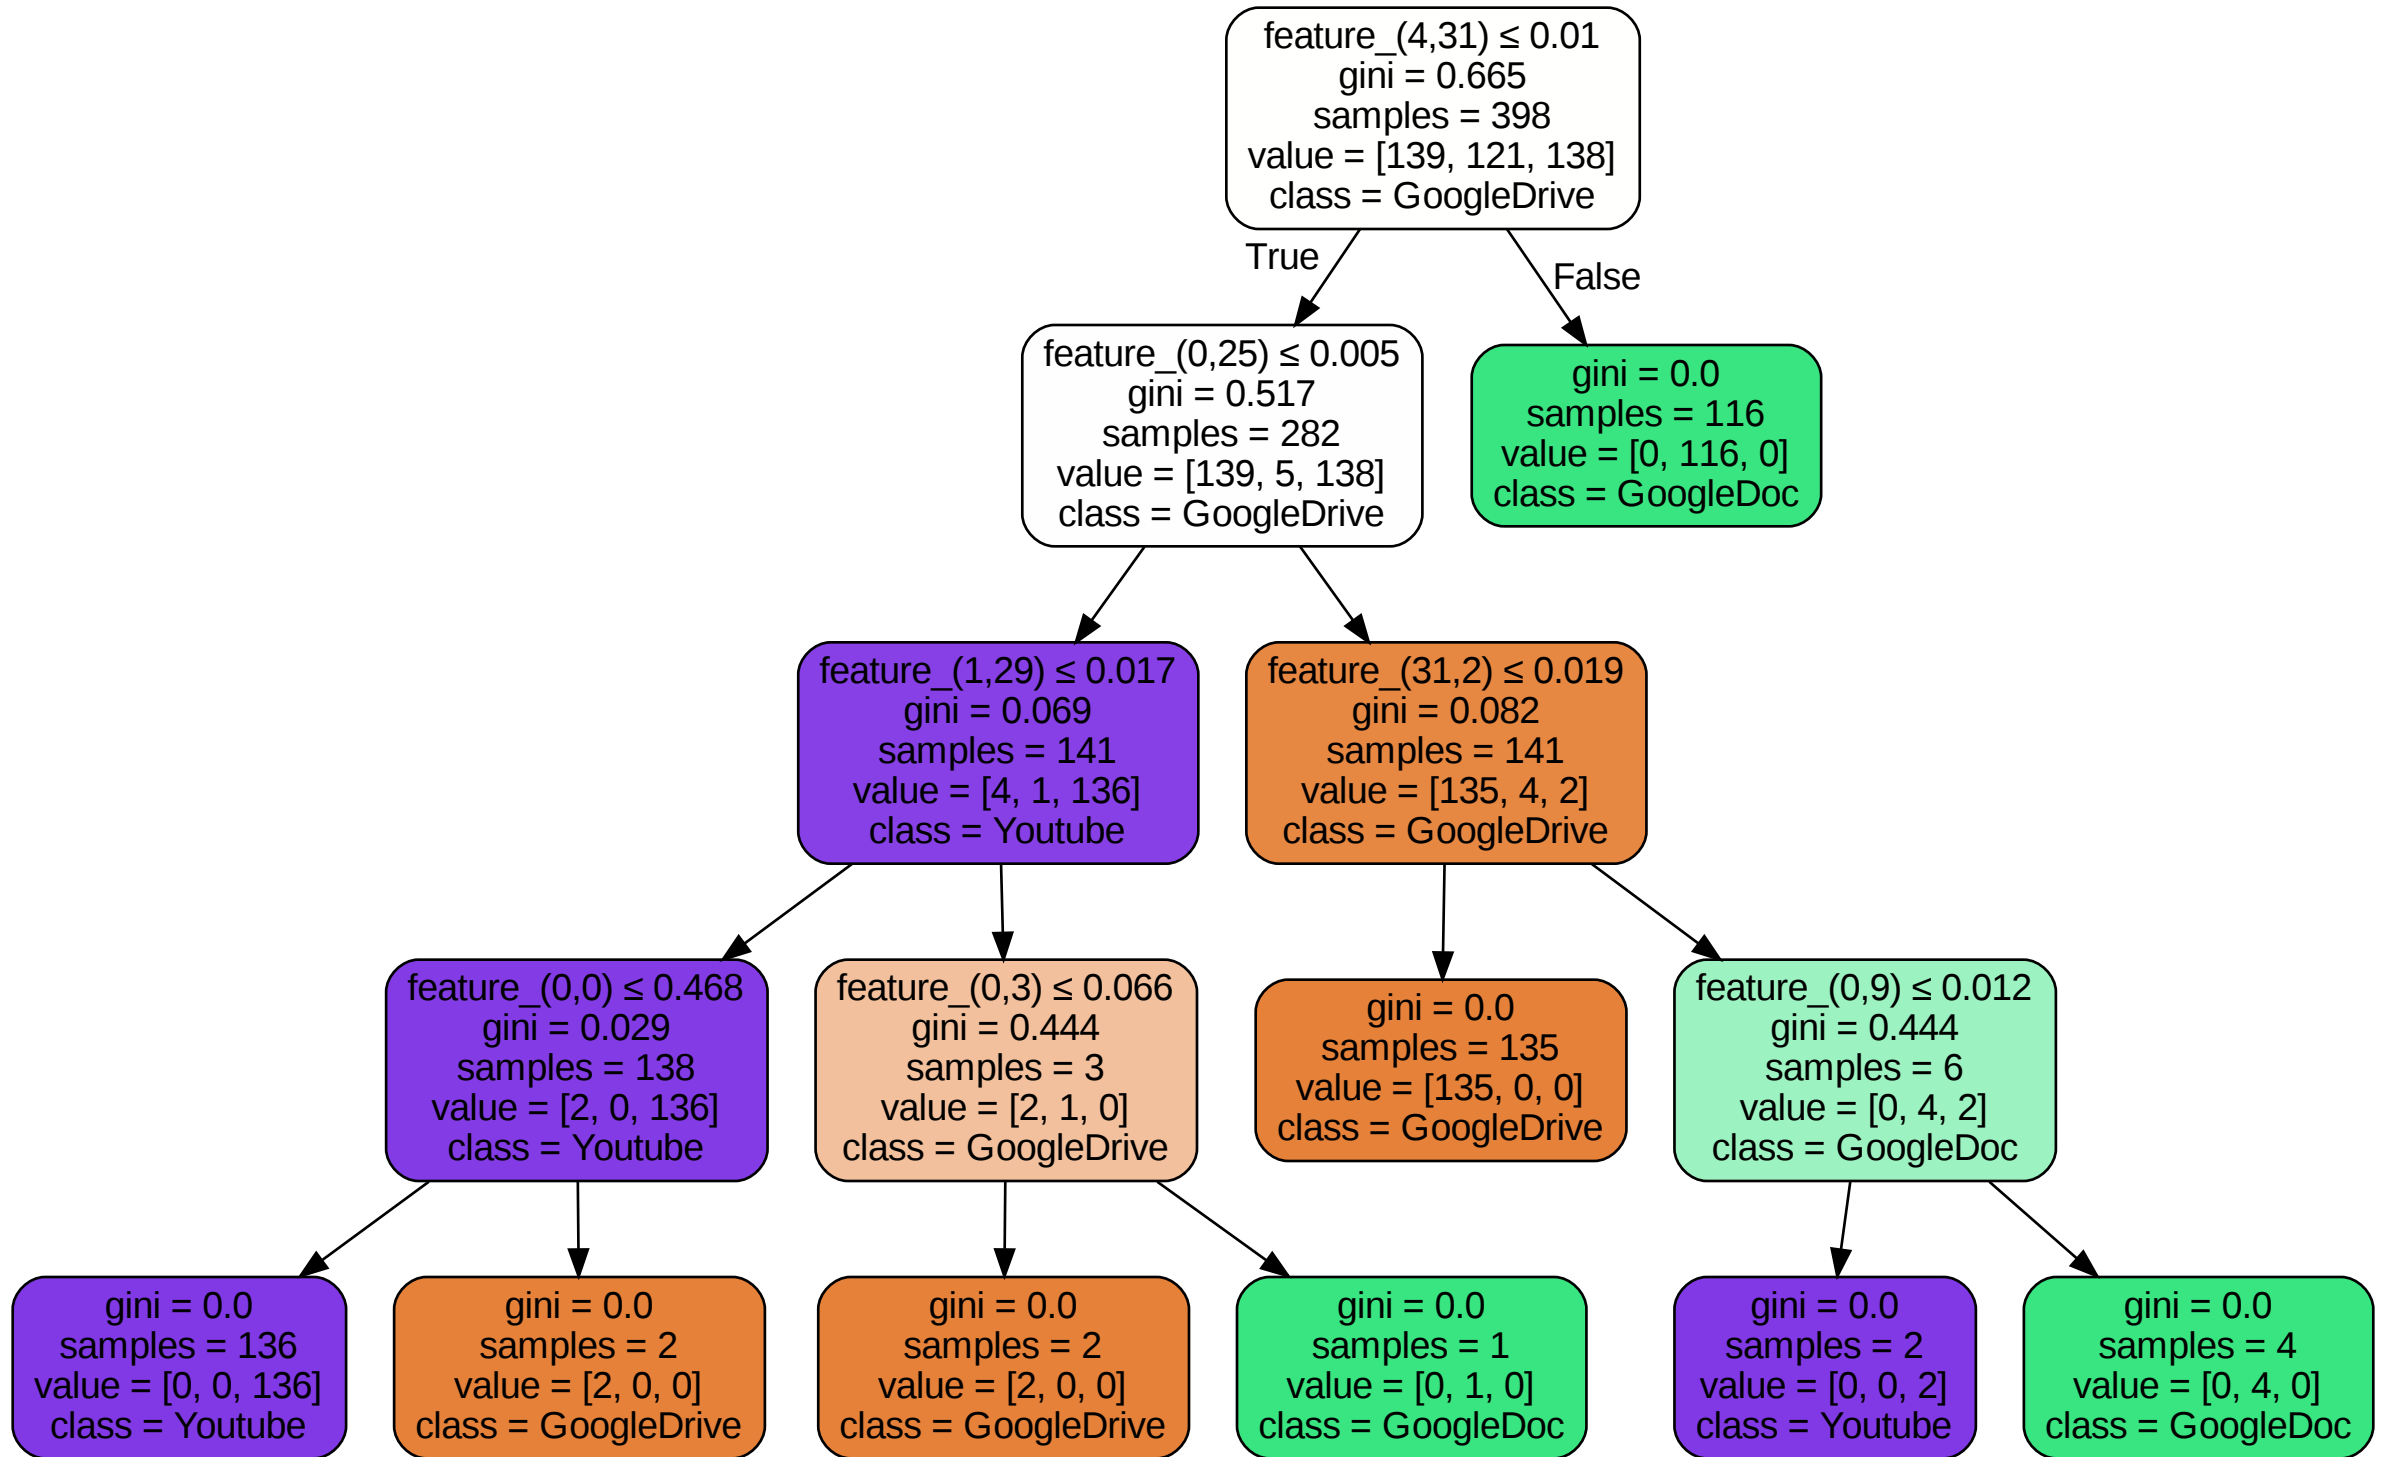 feature_(4,31) ≤ 0.01
gini = 0.665
samples = 398
value = [139, 121, 138]
class = GoogleDrive
True
False
feature_(0,25) ≤ 0.005
gini = 0.517
samples = 282
value = [139, 5, 138]
class = GoogleDrive
gini = 0.0
samples = 116
value = [0, 116, 0]
class = GoogleDoc
feature_(1,29) ≤ 0.017
gini = 0.069
samples = 141
value = [4, 1, 136]
class = Youtube
feature_(31,2) ≤ 0.019
gini = 0.082
samples = 141
value = [135, 4, 2]
class = GoogleDrive
feature_(0,0) ≤ 0.468
gini = 0.029
samples = 138
value = [2, 0, 136]
class = Youtube
feature_(0,3) ≤ 0.066
gini = 0.444
samples = 3
value = [2, 1, 0]
class = GoogleDrive
gini = 0.0
samples = 135
value = [135, 0, 0]
class = GoogleDrive
feature_(0,9) ≤ 0.012
gini = 0.444
samples = 6
value = [0, 4, 2]
class = GoogleDoc
gini = 0.0
samples = 136
value = [0, 0, 136]
class = Youtube
gini = 0.0
samples = 2
value = [2, 0, 0]
class = GoogleDrive
gini = 0.0
samples = 2
value = [2, 0, 0]
class = GoogleDrive
gini = 0.0
samples = 1
value = [0, 1, 0]
class = GoogleDoc
gini = 0.0
samples = 2
value = [0, 0, 2]
class = Youtube
gini = 0.0
samples = 4
value = [0, 4, 0]
class = GoogleDoc